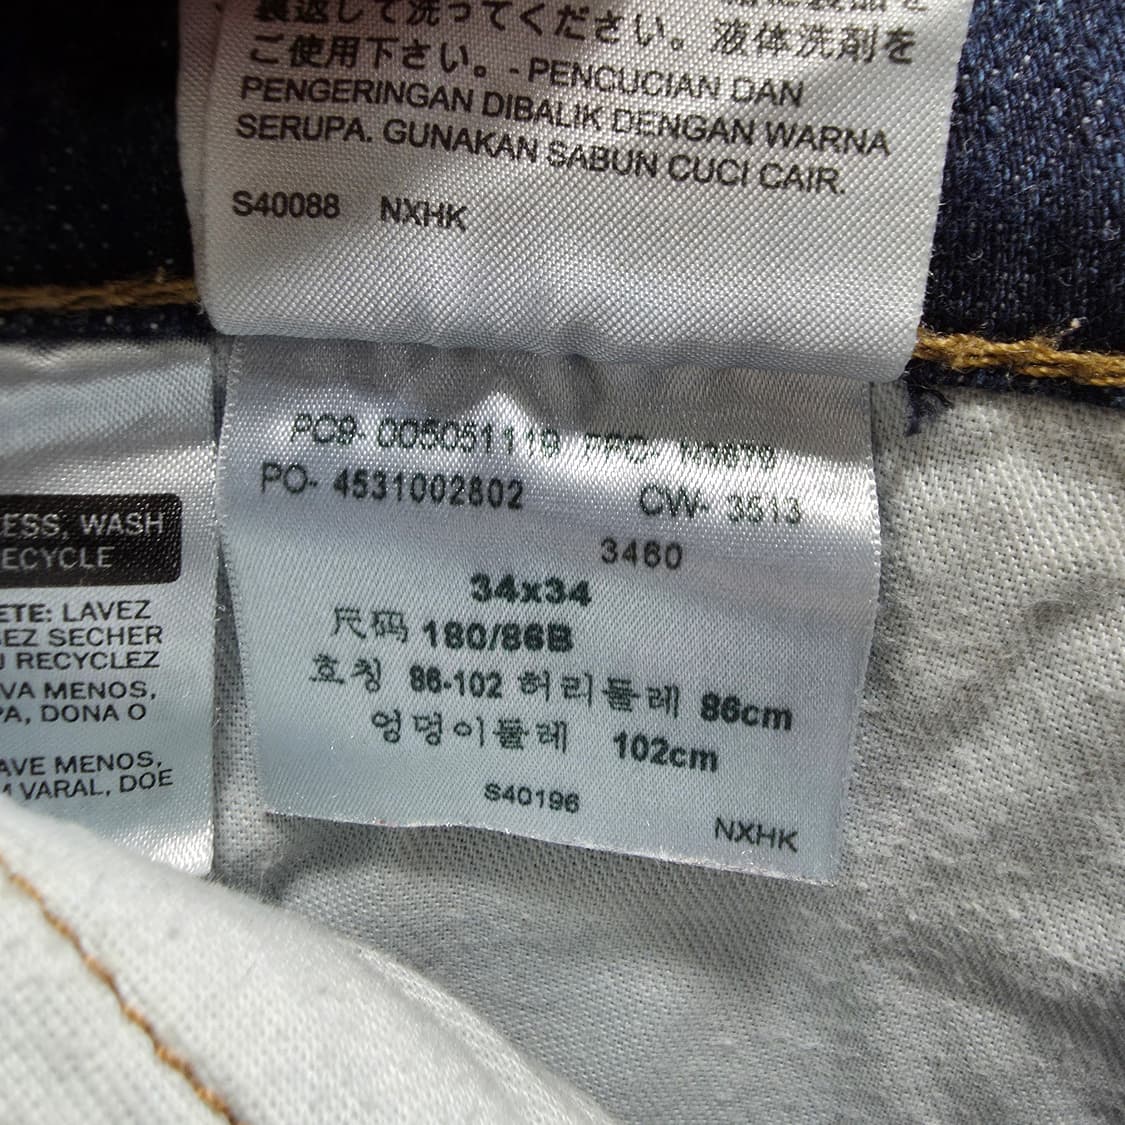 裏返して洗ってください。液体洗剤を
ご使用下さい。- PENCUCIAN DAN
PENGERINGAN DIBALIK DENGAN WARNA
SERUPA. GUNAKAN SABUN CUCI CAIR.
S40088 NXHK
PC9- 005051119
PO- 4531002802 CW- 3513
3460
34x34
尺码 180/86B
호칭 86-102 허리둘레 86cm
엉덩이둘레 102cm
S40196
NXHK
ESS, WASH
ECYCLE
ETE: LAVEZ
SEZ SECHER
U RECYCLEZ
VA MENOS,
PA, DONA O
AVE MENOS,
M VARAL, DOE